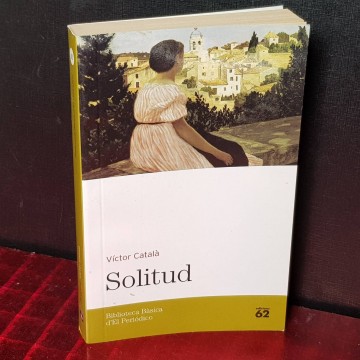 Víctor Català
Solitud
Biblioteca Bàsica
d'El Periódico
62